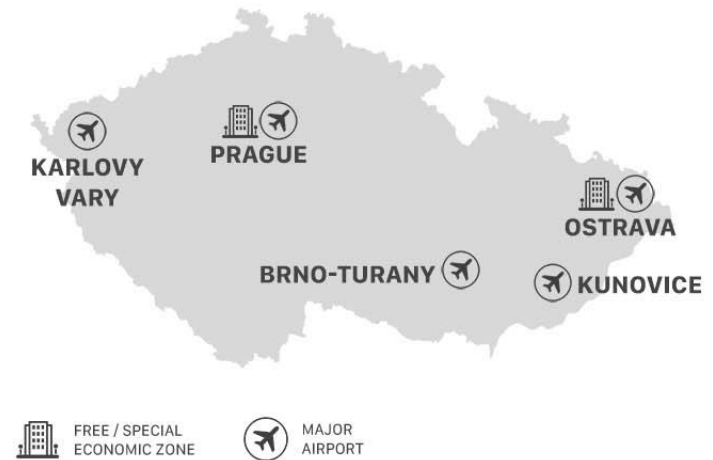 PRAGUE
KARLOVY
VARY
OSTRAVA
BRNO-TURANY
KUNOVICE
FREE / SPECIAL
ECONOMIC ZONE
MAJOR
AIRPORT